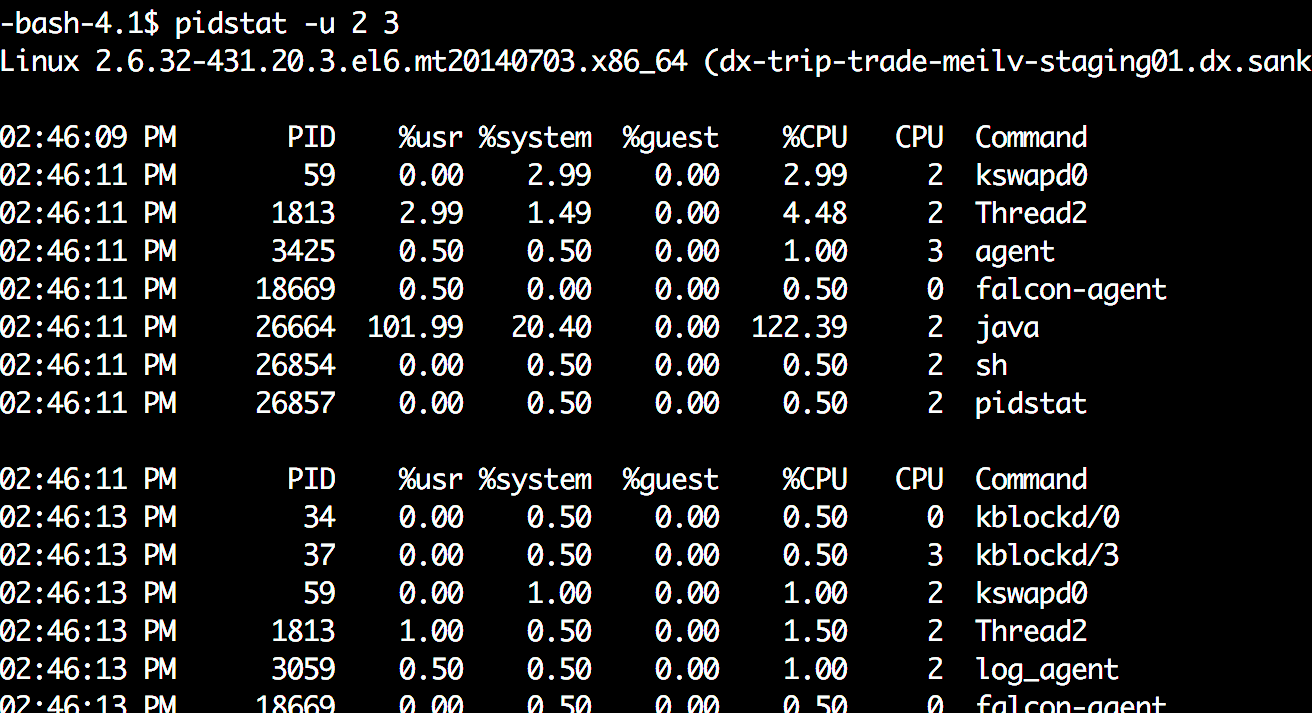 -bash-4.1$ pidstat -u 2 3
Linux 2.6.32-431.20.3.el6.mt20140703.x86_64 (dx-trip-trade-meilv-staging01.dx.sank
02:46:09 PM PID %usr %system %guest %CPU CPU Command
02:46:11 PM 59 0.00 2.99 0.00 2.99 2 kswapd0
02:46:11 PM 1813 2.99 1.49 0.00 4.48 2 Thread2
02:46:11 PM 3425 0.50 0.50 0.00 1.00 3 agent
02:46:11 PM 18669 0.50 0.00 0.00 0.50 0 falcon-agent
02:46:11 PM 26664 101.99 20.40 0.00 122.39 2 java
02:46:11 PM 26854 0.00 0.50 0.00 0.50 2 sh
02:46:11 PM 26857 0.00 0.50 0.00 0.50 2 pidstat
02:46:11 PM PID %usr %system %guest %CPU CPU Command
02:46:13 PM 34 0.00 0.50 0.00 0.50 0 kblockd/0
02:46:13 PM 37 0.00 0.50 0.00 0.50 3 kblockd/3
02:46:13 PM 59 0.00 1.00 0.00 1.00 2 kswapd0
02:46:13 PM 1813 1.00 0.50 0.00 1.50 2 Thread2
02:46:13 PM 3059 0.50 0.50 0.00 1.00 2 log_agent
02:46:13 PM 18669 0.00 0.50 0.00 0.50 0 falcon-agent